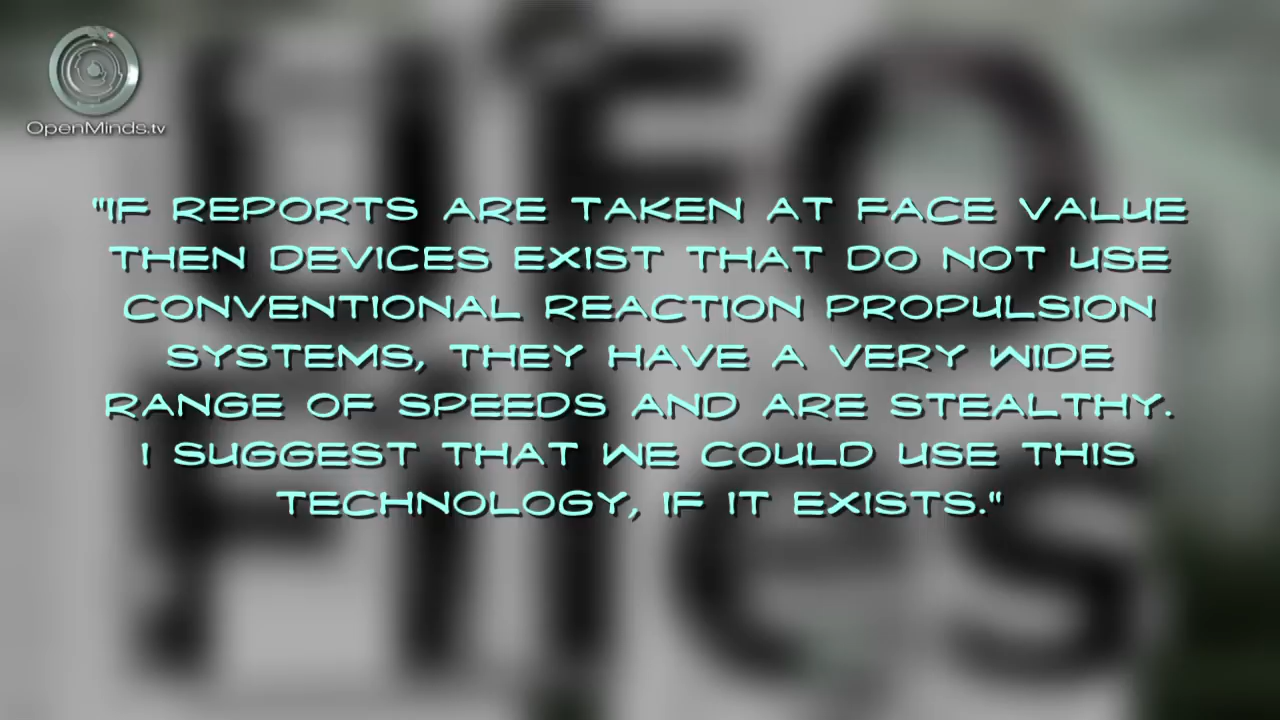 OpenMinds.tv
UFO
Files
"IF REPORTS ARE TAKEN AT FACE VALUE
THEN DEVICES EXIST THAT DO NOT USE
CONVENTIONAL REACTION PROPULSION
SYSTEMS, THEY HAVE A VERY WIDE
RANGE OF SPEEDS AND ARE STEALTHY.
I SUGGEST THAT WE COULD USE THIS
TECHNOLOGY, IF IT EXISTS."